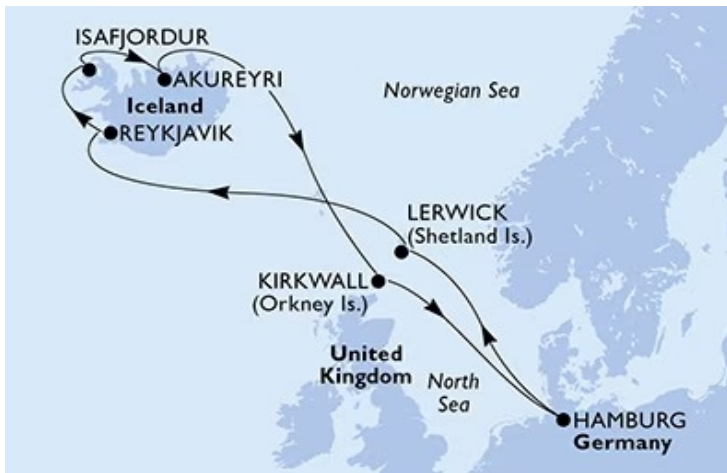 ISAFJORDUR
AKUREYRI
Iceland
REYKJAVIK
Norwegian Sea
LERWICK
(Shetland Is.)
KIRKWALL
(Orkney Is.)
United
Kingdom
North
Sea
HAMBURG
Germany